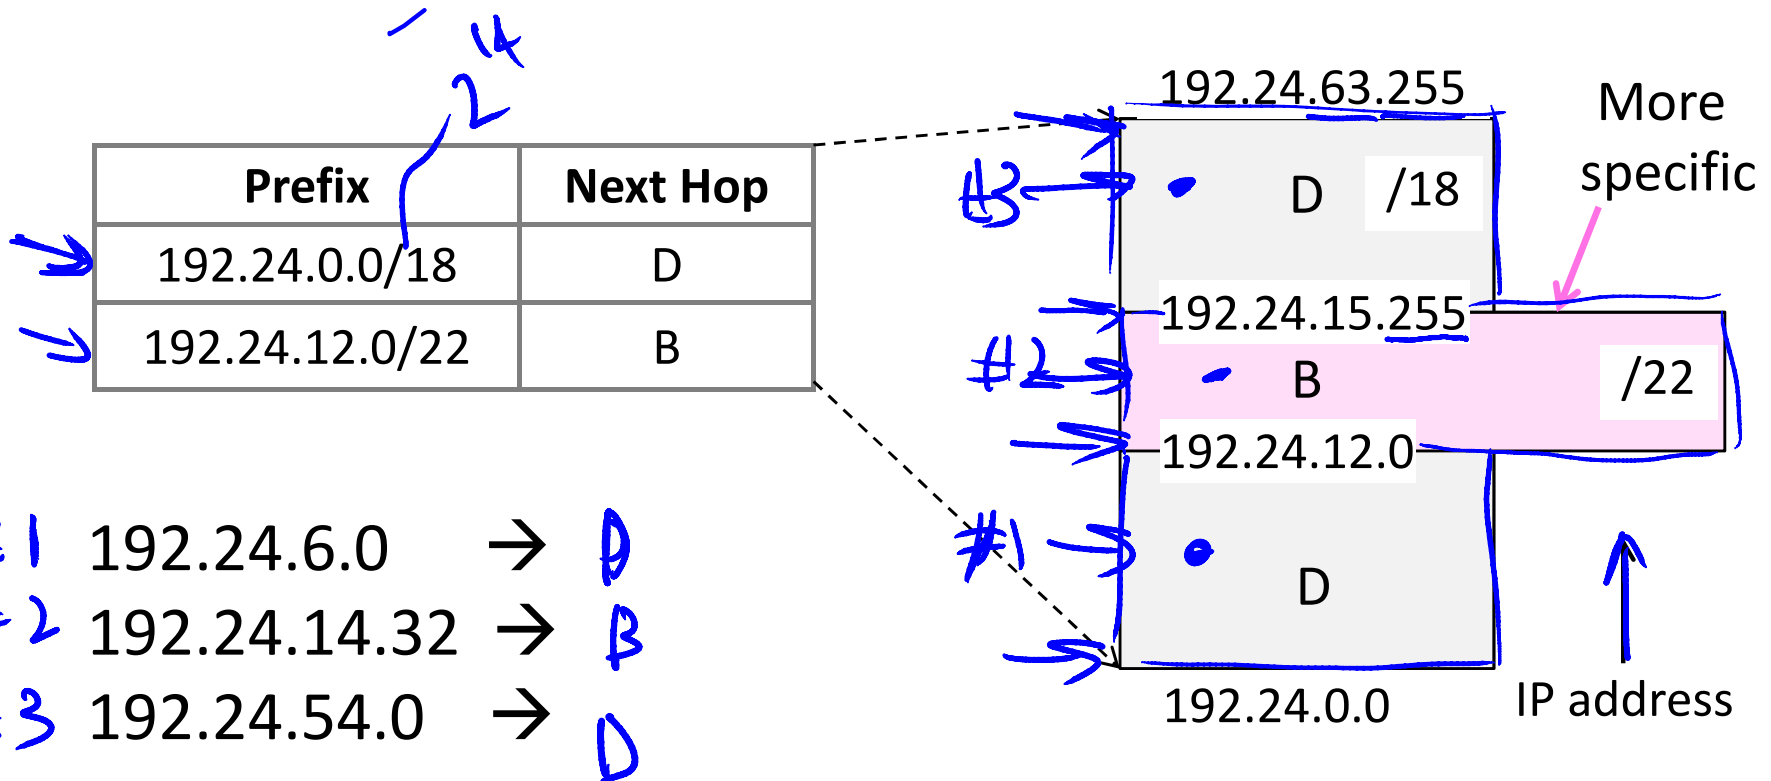 2^14
Prefix Next Hop
192.24.0.0/18 D
192.24.12.0/22 B
#1 192.24.6.0 → D
#2 192.24.14.32 → B
#3 192.24.54.0 → D
192.24.63.255
More
specific
#3 D /18
192.24.15.255
#2 B /22
192.24.12.0
#1 D
192.24.0.0
IP address